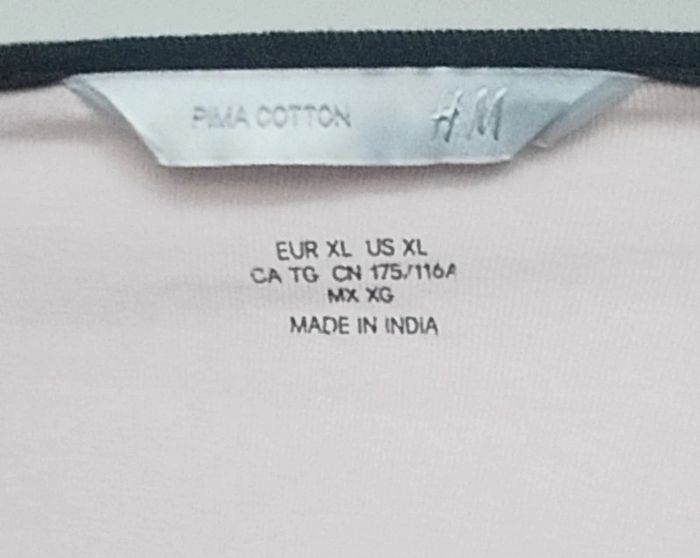 PIMA COTTON H&M
EUR XL US XL
CA TG CN 175/116A
MX XG
MADE IN INDIA